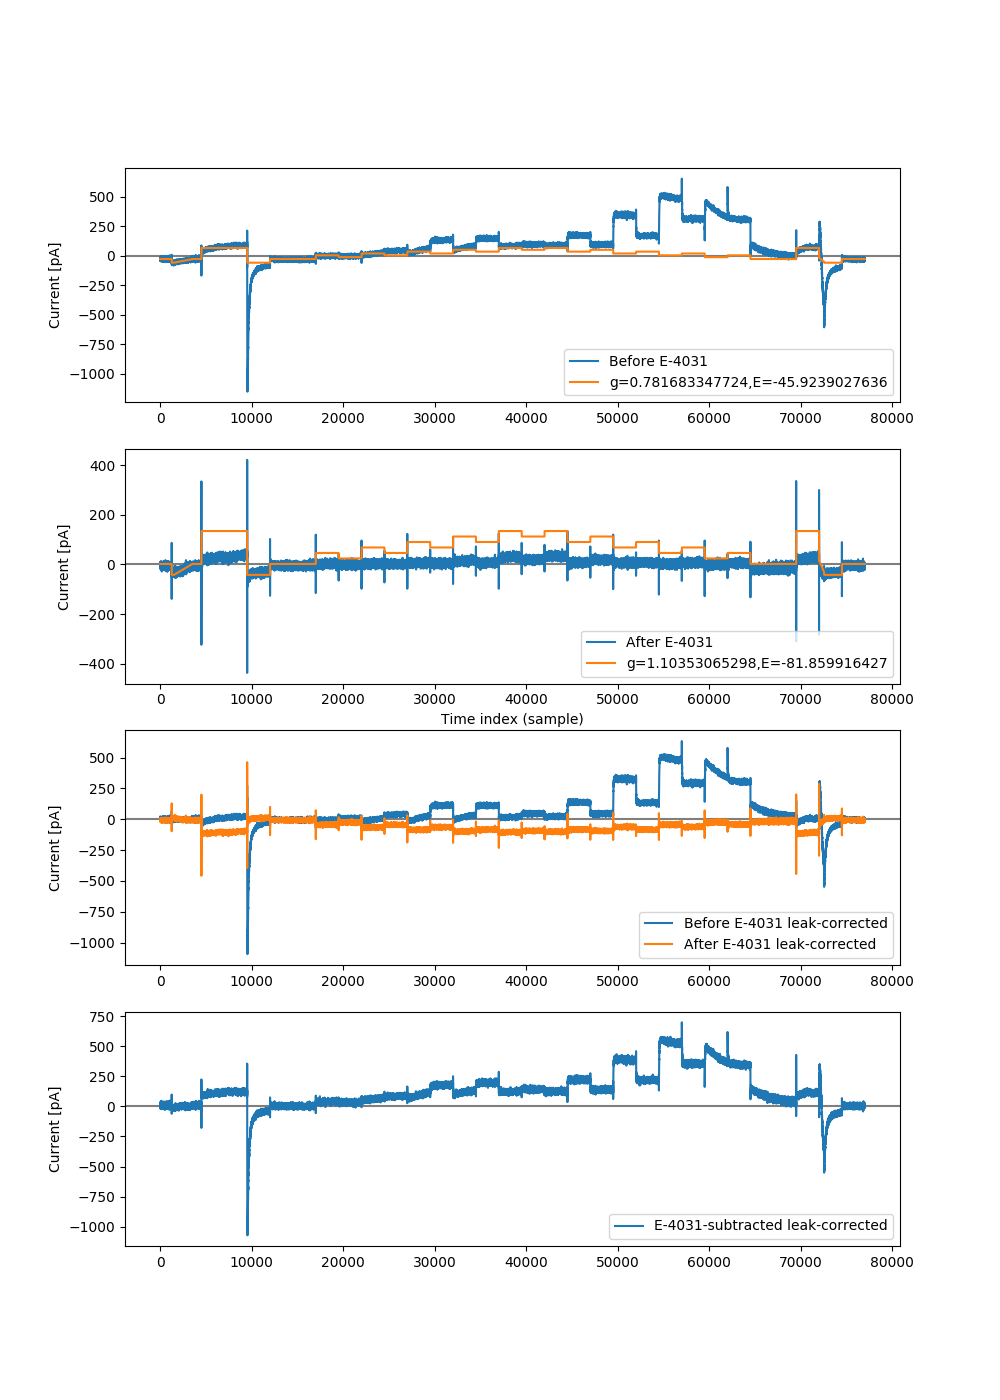 500
250
0
−250
−500
−750
−1000
Current [pA]
Before E-4031
g=0.781683347724,E=-45.9239027636
0 10000 20000 30000 40000 50000 60000 70000 80000
400
200
0
−200
−400
Current [pA]
After E-4031
g=1.10353065298,E=-81.859916427
0 10000 20000 30000 40000 50000 60000 70000 80000
Time index (sample)
500
250
0
−250
−500
−750
−1000
Current [pA]
Before E-4031 leak-corrected
After E-4031 leak-corrected
0 10000 20000 30000 40000 50000 60000 70000 80000
750
500
250
0
−250
−500
−750
−1000
Current [pA]
E-4031-subtracted leak-corrected
0 10000 20000 30000 40000 50000 60000 70000 80000